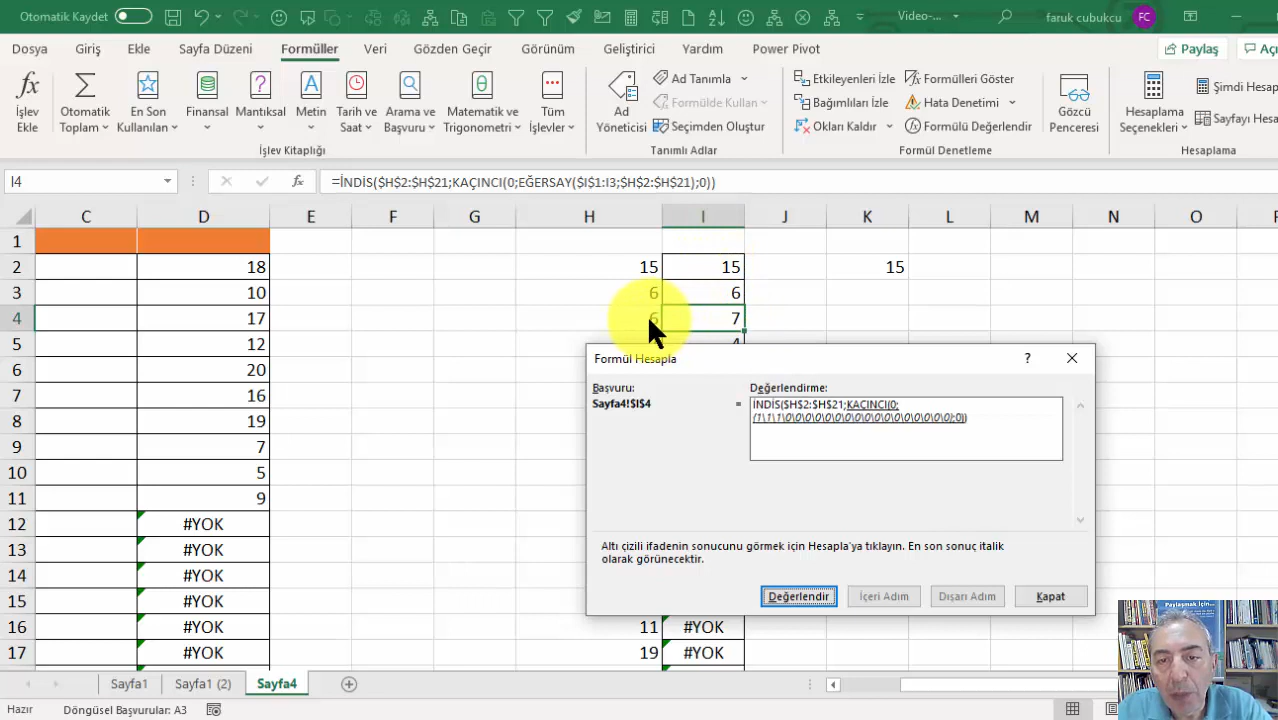 Otomatik Kaydet
Video-...
faruk cubukcu
FC
Dosya Giriş Ekle Sayfa Düzeni Formüller Veri Gözden Geçir Görünüm Geliştirici Yardım Power Pivot
Paylaş
İşlev Ekle
Otomatik Toplam
En Son Kullanılan
Finansal
Mantıksal
Metin
Tarih ve Saat
Arama ve Başvuru
Matematik ve Trigonometri
Tüm İşlevler
Ad Yöneticisi
Ad Tanımla
Formülde Kullan
Seçimden Oluştur
Etkileyenleri İzle
Bağımlıları İzle
Okları Kaldır
Formülleri Göster
Hata Denetimi
Formülü Değerlendir
Gözcü Penceresi
Hesaplama Seçenekleri
Şimdi Hesap
Sayfayı Hesap
İşlev Kitaplığı
Tanımlı Adlar
Formül Denetleme
Hesaplama
I4
fx
=İNDİS($H$2:$H$21;KAÇINCI(0;EĞERSAY($I$1:I3;$H$2:$H$21);0))
C D E F G H I J K L M N O
1
2 18 15 15 15
3 10 6 6
4 17 6 7
5 12 4
6 20
7 16
8 19
9 7
10 5
11 9
12 #YOK
13 #YOK
14 #YOK
15 #YOK
16 #YOK 11 #YOK
17 #YOK 19 #YOK
Formül Hesapla
?
Başvuru:
Değerlendirme:
Sayfa4!$I$4
=
İNDİS($H$2:$H$21;KAÇINCI(0;
{1\1\1\0\0\0\0\0\0\0\0\0\0\0\0\0\0\0\0\0};0))
Altı çizili ifadenin sonucunu görmek için Hesapla'ya tıklayın. En son sonuç italik
olarak görünecektir.
Değerlendir
İçeri Adım
Dışarı Adım
Kapat
Paylaşmak İçin...
Sayfa1 Sayfa1 (2) Sayfa4
Hazır
Döngüsel Başvurular: A3